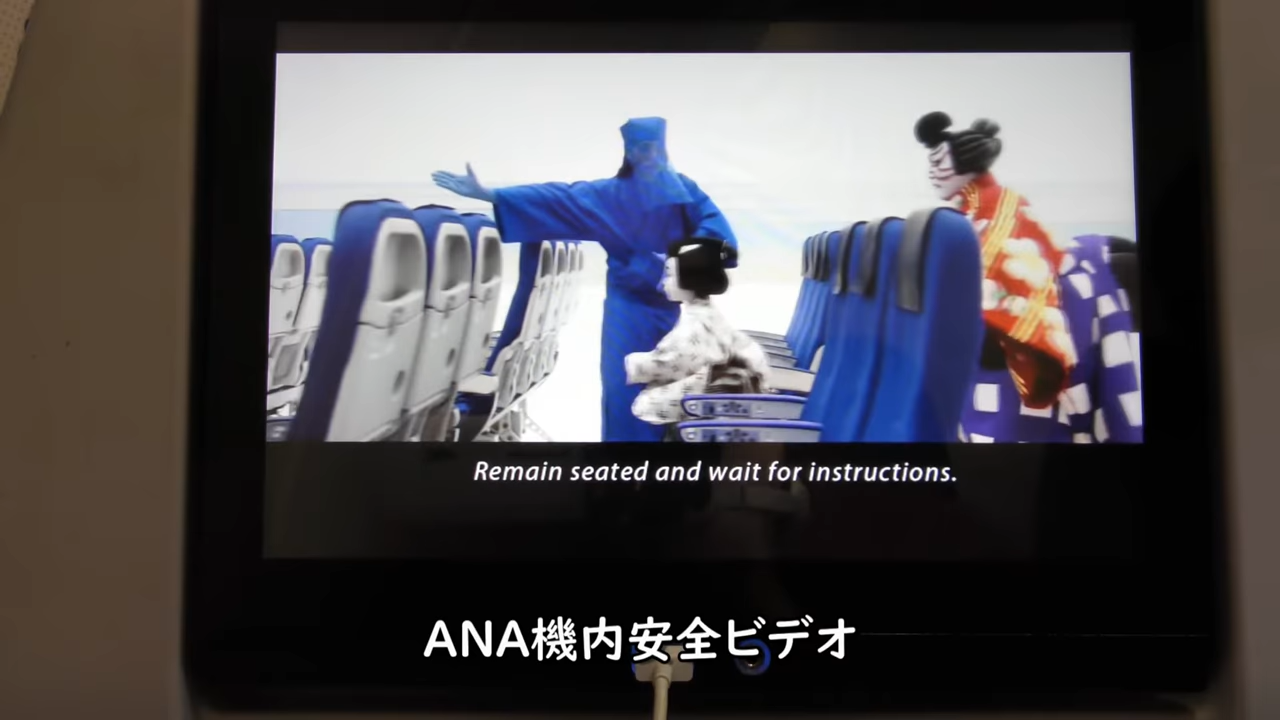 Remain seated and wait for instructions.
ANA機内安全ビデオ